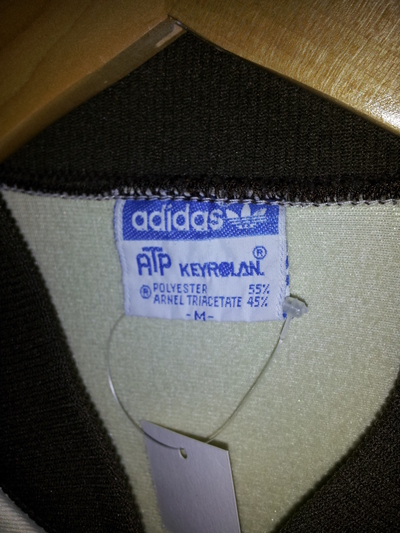 adidas
ATP KEYROLAN ®
® POLYESTER 55%
ARNEL TRIACETATE 45%
-M-